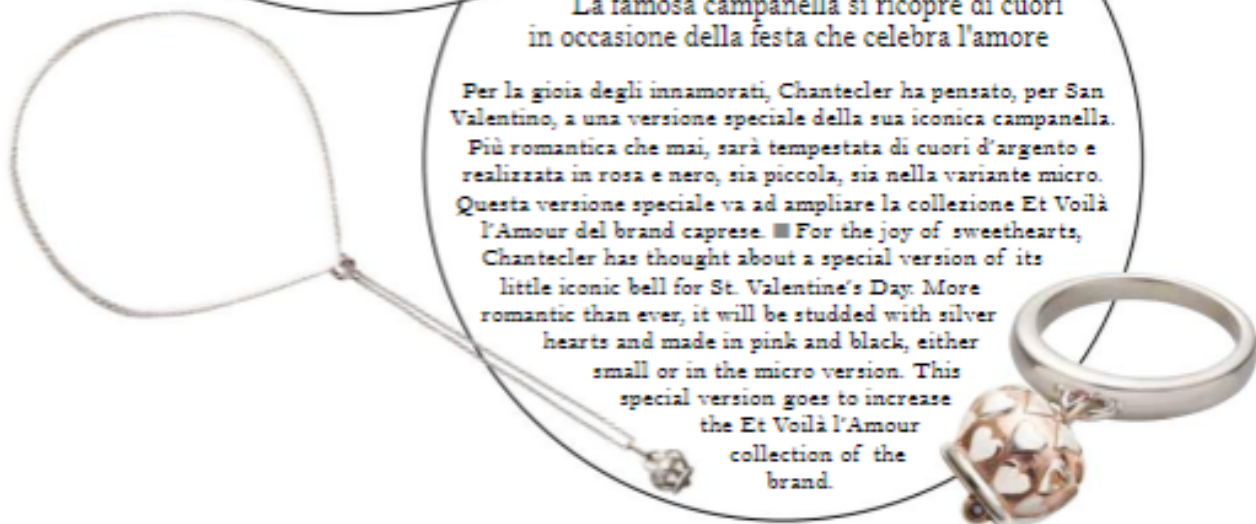 La famosa campanella si ricopre di cuori
in occasione della festa che celebra l'amore
Per la gioia degli innamorati, Chantecler ha pensato, per San
Valentino, a una versione speciale della sua iconica campanella.
Più romantica che mai, sarà tempestata di cuori d'argento e
realizzata in rosa e nero, sia piccola, sia nella variante micro.
Questa versione speciale va ad ampliare la collezione Et Voilà
l'Amour del brand caprese. ■ For the joy of sweethearts,
Chantecler has thought about a special version of its
little iconic bell for St. Valentine's Day. More
romantic than ever, it will be studded with silver
hearts and made in pink and black, either
small or in the micro version. This
special version goes to increase
the Et Voilà l'Amour
collection of the
brand.